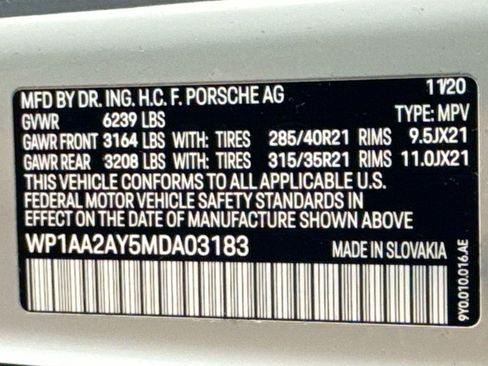 MFD BY DR. ING. H.C. F. PORSCHE AG 11/20
GVWR 6239 LBS TYPE: MPV
GAWR FRONT 3164 LBS WITH: TIRES 285/40R21 RIMS 9.5JX21
GAWR REAR 3208 LBS WITH: TIRES 315/35R21 RIMS 11.0JX21
THIS VEHICLE CONFORMS TO ALL APPLICABLE U.S.
FEDERAL MOTOR VEHICLE SAFETY STANDARDS IN
EFFECT ON THE DATE OF MANUFACTURE SHOWN ABOVE
WP1AA2AY5MDA03183 MADE IN SLOVAKIA
9Y0.010.016.AE